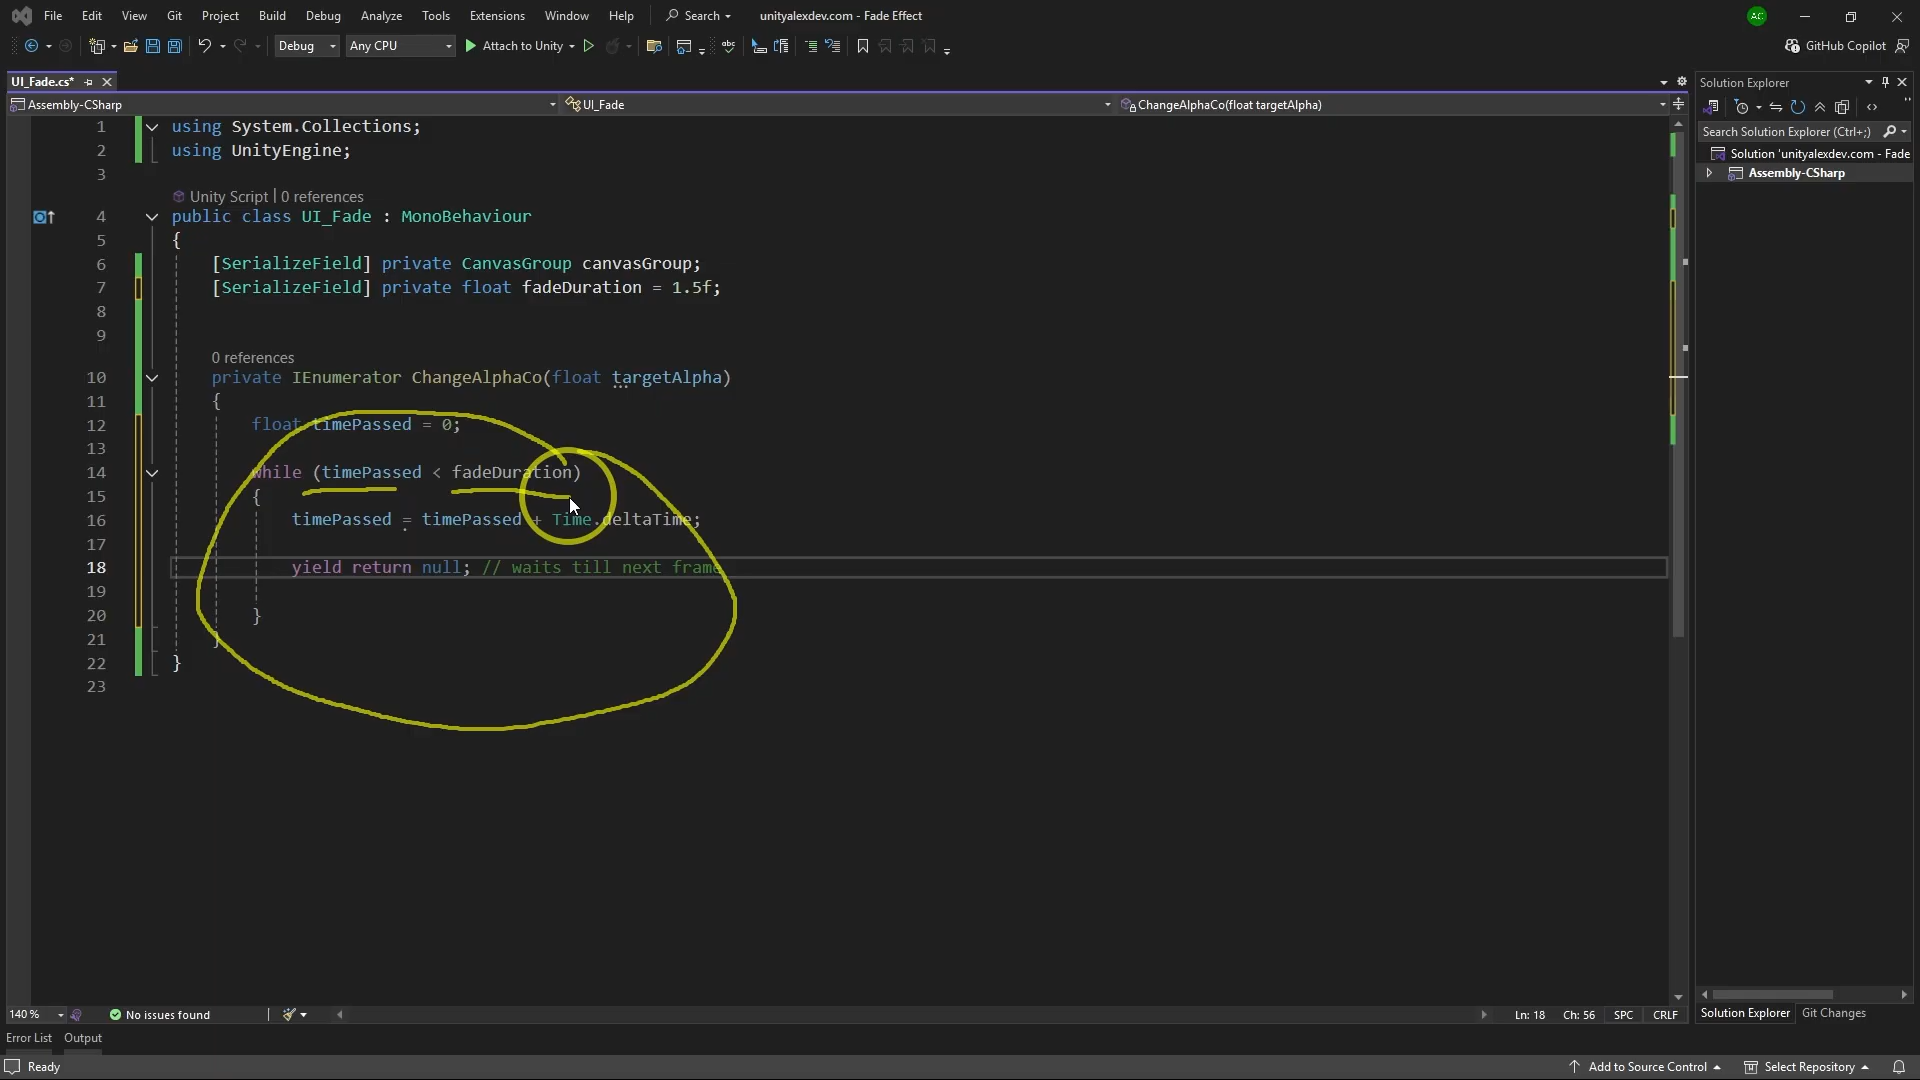 File Edit View Git Project Build Debug Analyze Tools Extensions Window Help Search unityalexdev.com - Fade Effect AC
Debug Any CPU Attach to Unity GitHub Copilot
UI_Fade.cs*
Assembly-CSharp UI_Fade ChangeAlphaCo(float targetAlpha)
1 using System.Collections;
2 using UnityEngine;
3
Unity Script | 0 references
4 public class UI_Fade : MonoBehaviour
5 {
6 [SerializeField] private CanvasGroup canvasGroup;
7 [SerializeField] private float fadeDuration = 1.5f;
8
9
0 references
10 private IEnumerator ChangeAlphaCo(float targetAlpha)
11 {
12 float timePassed = 0;
13
14 while (timePassed < fadeDuration)
15 {
16 timePassed = timePassed + Time.deltaTime;
17
18 yield return null; // waits till next frame
19
20 }
21 }
22 }
23
Solution Explorer
Search Solution Explorer (Ctrl+;)
Solution 'unityalexdev.com - Fade
Assembly-CSharp
140 % No issues found Ln: 18 Ch: 56 SPC CRLF
Solution Explorer Git Changes
Error List Output
Ready Add to Source Control Select Repository